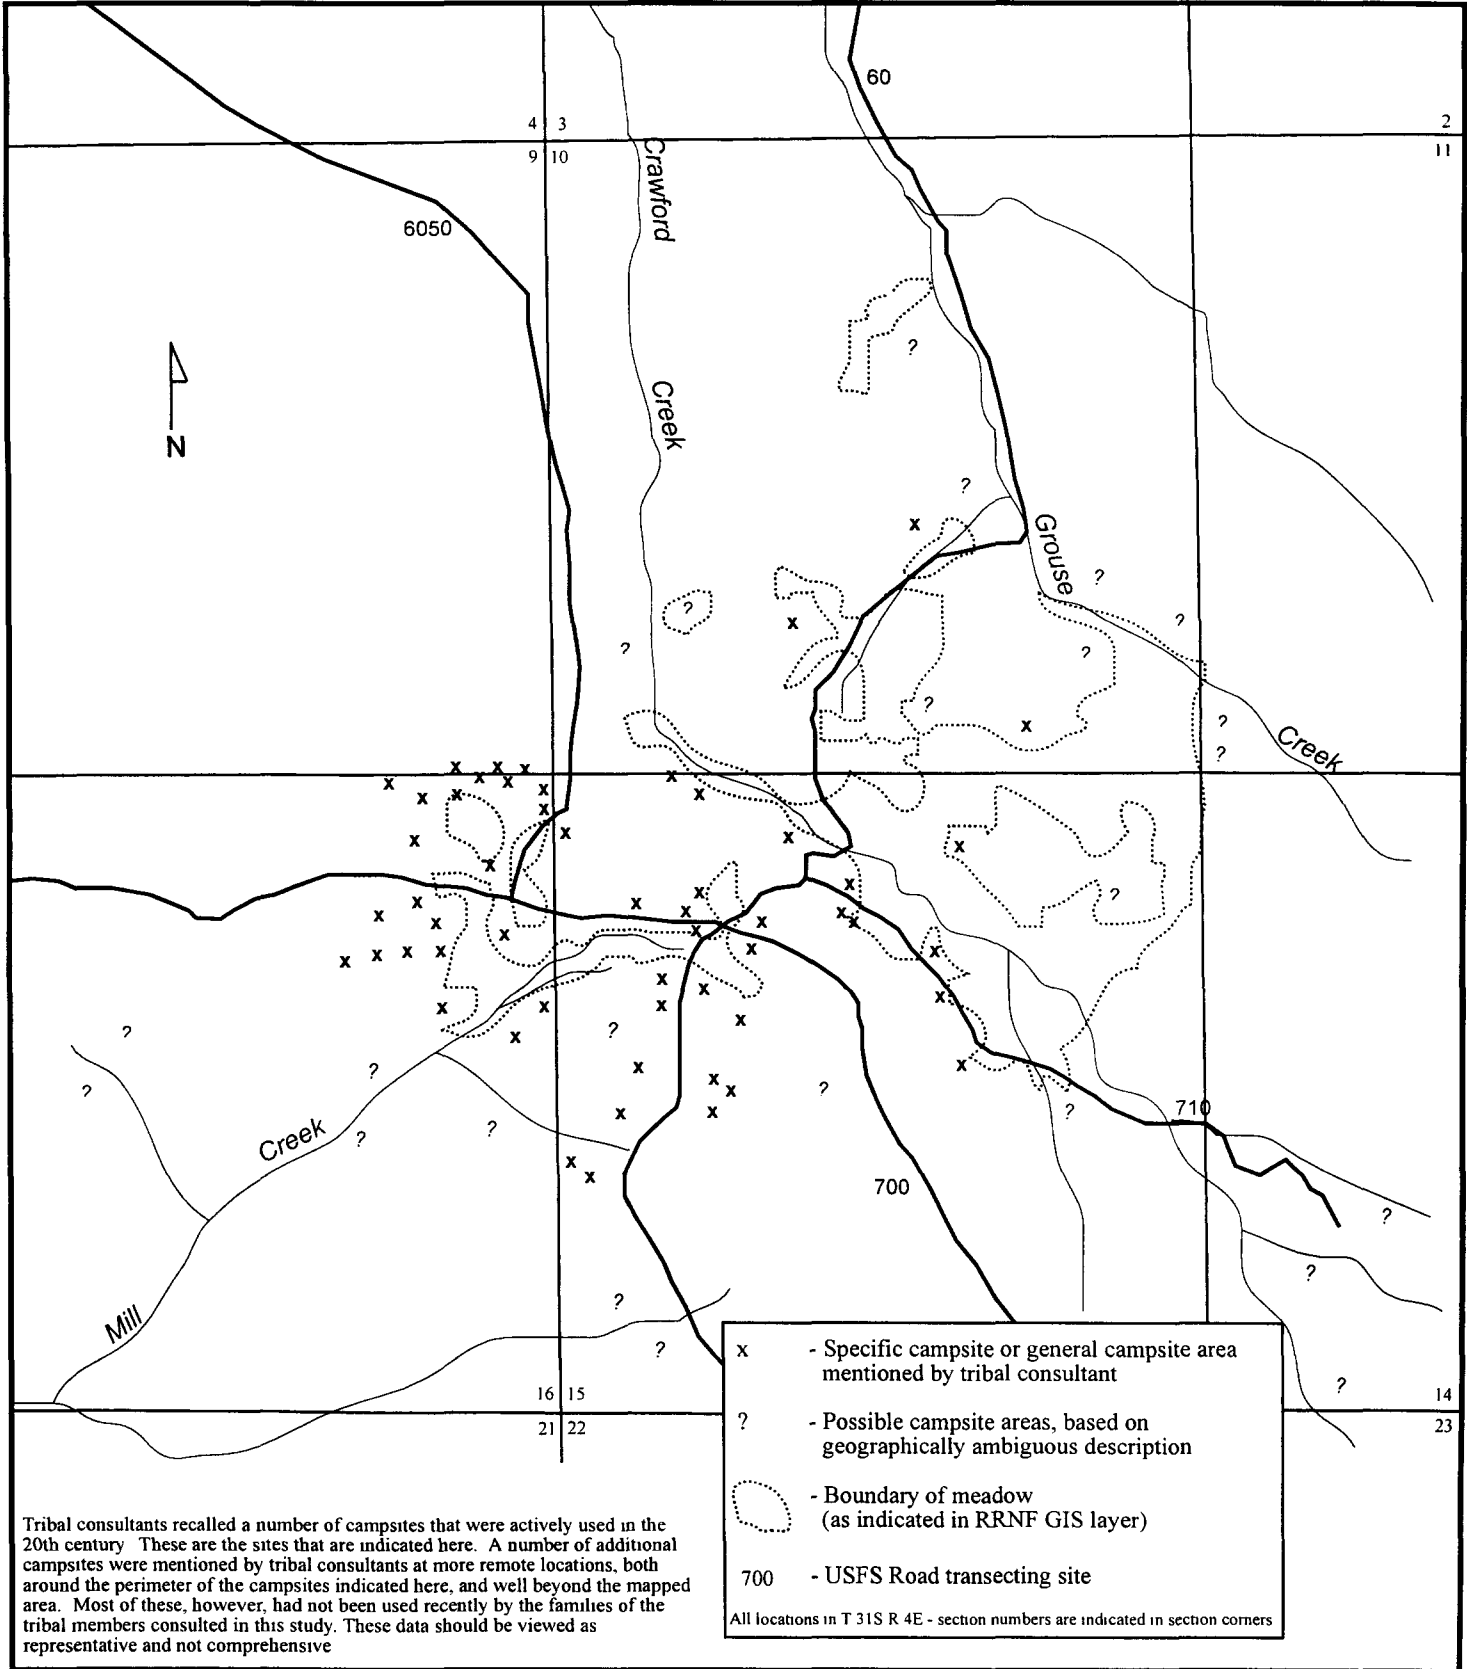 60
4 3
2
9 10
11
Crawford
6050
Creek
N
Grouse
Creek
710
Creek
700
Mill
x - Specific campsite or general campsite area
mentioned by tribal consultant
16 15
14
? - Possible campsite areas, based on
geographically ambiguous description
21 22
23
- Boundary of meadow
(as indicated in RRNF GIS layer)
700 - USFS Road transecting site
All locations in T 31S R 4E - section numbers are indicated in section corners
Tribal consultants recalled a number of campsites that were actively used in the
20th century These are the sites that are indicated here. A number of additional
campsites were mentioned by tribal consultants at more remote locations, both
around the perimeter of the campsites indicated here, and well beyond the mapped
area. Most of these, however, had not been used recently by the families of the
tribal members consulted in this study. These data should be viewed as
representative and not comprehensive